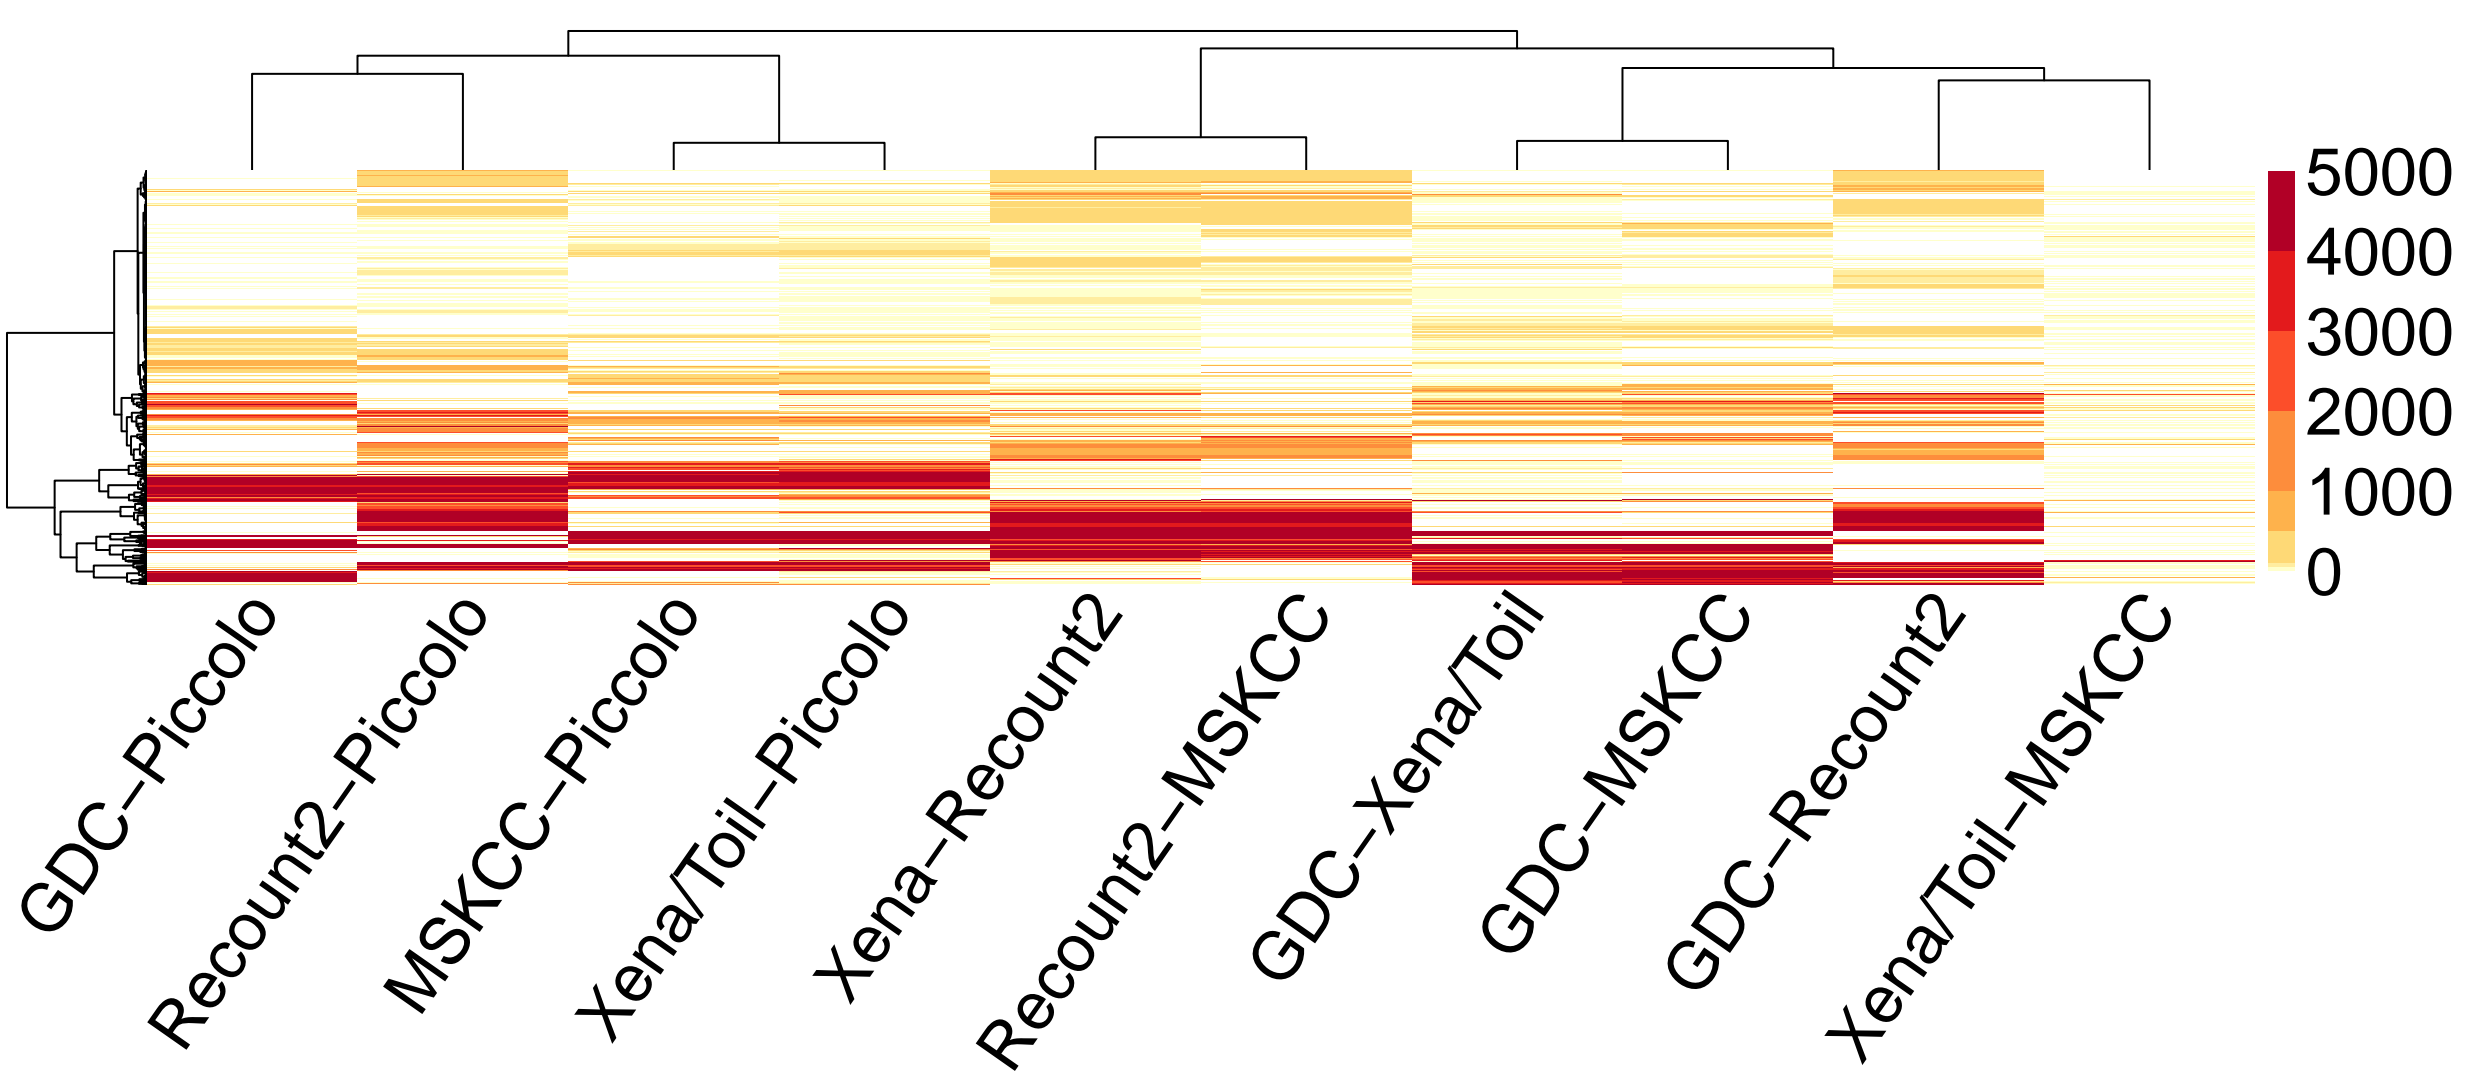 5000
4000
3000
2000
1000
0
GDC−Piccolo
Recount2−Piccolo
MSKCC−Piccolo
Xena/Toil−Piccolo
Xena−Recount2
Recount2−MSKCC
GDC−Xena/Toil
GDC−MSKCC
GDC−Recount2
Xena/Toil−MSKCC